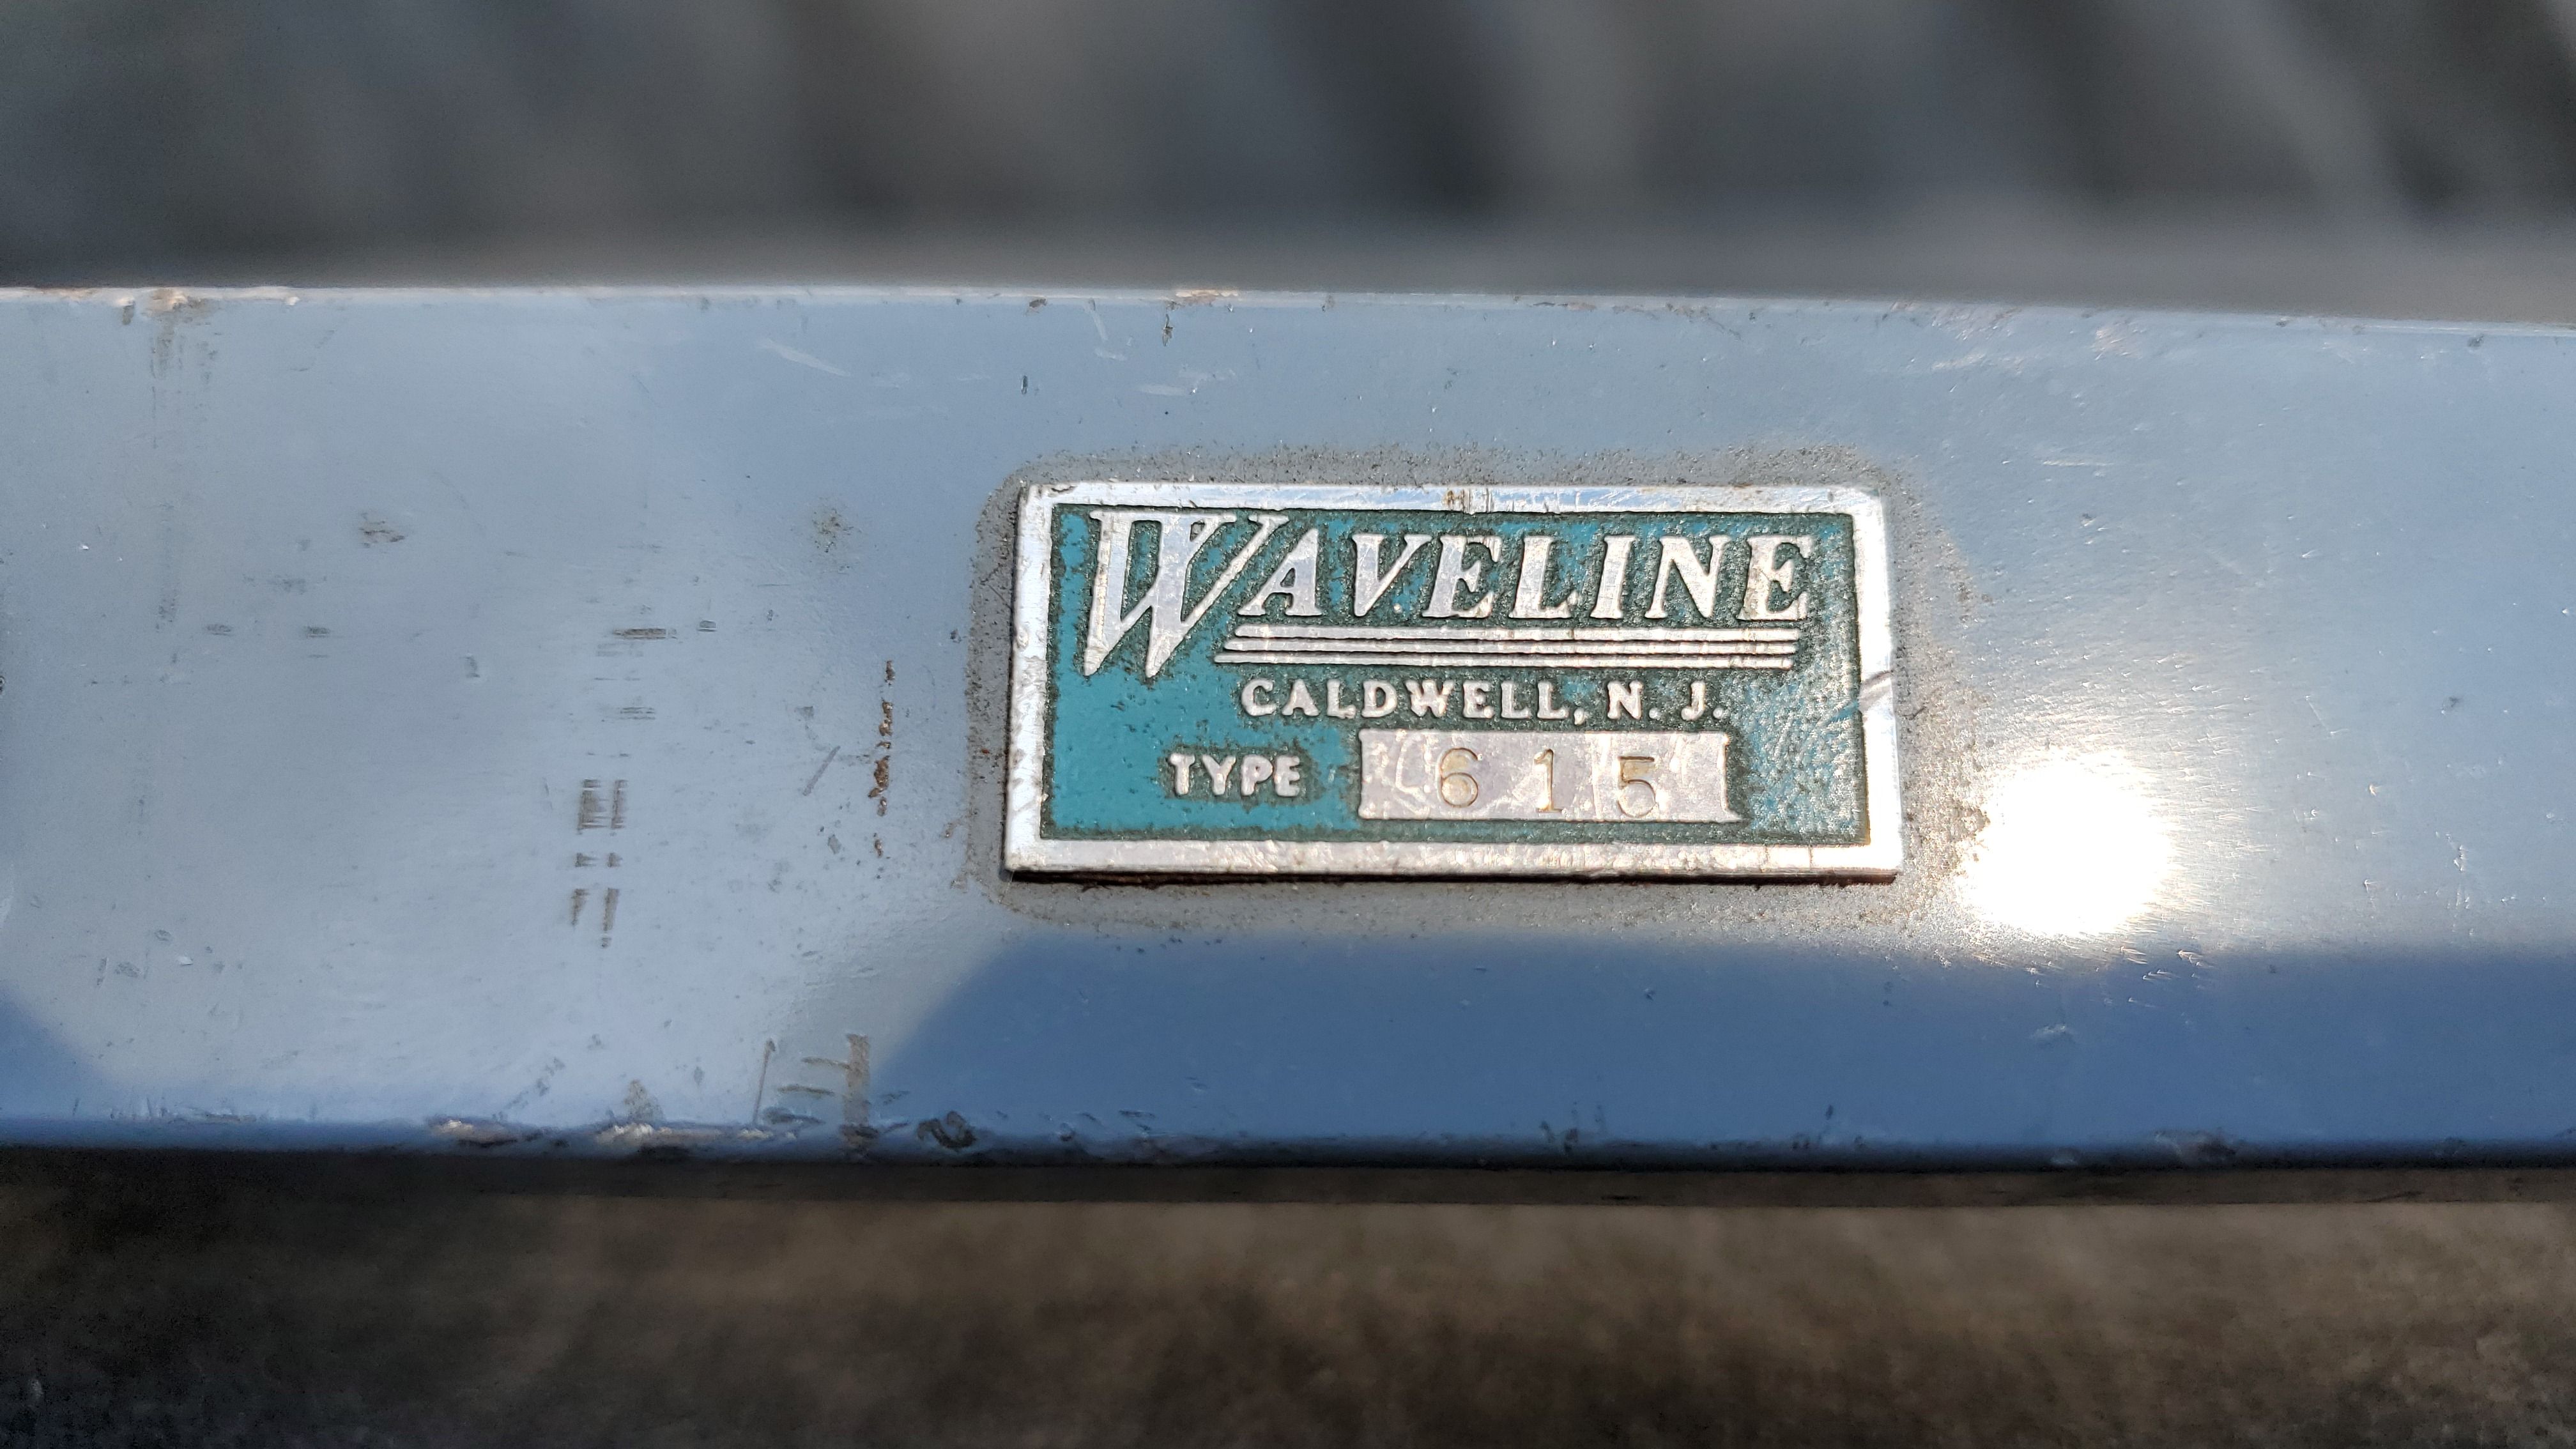 WAVELINE
CALDWELL, N. J.
TYPE 615